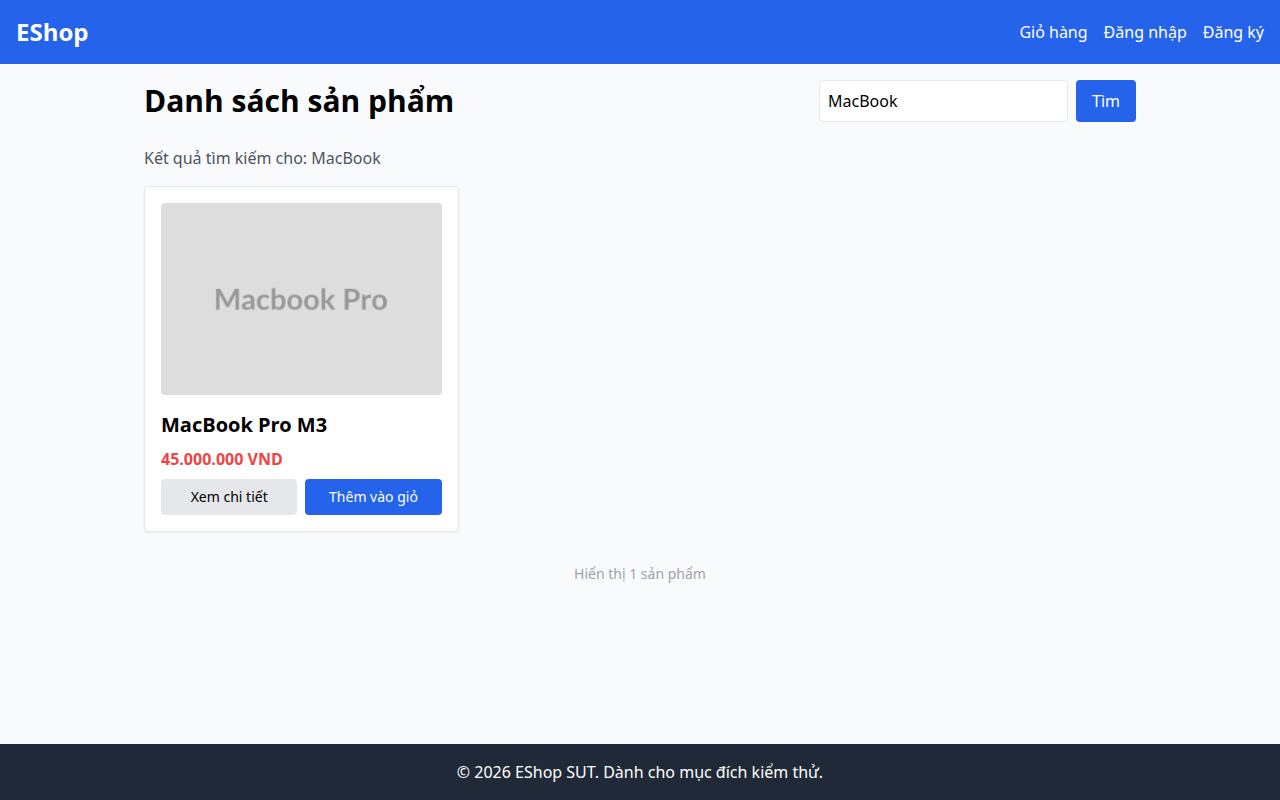 EShop
Giỏ hàng Đăng nhập Đăng ký
Danh sách sản phẩm
MacBook
Tìm
Kết quả tìm kiếm cho: MacBook
Macbook Pro
MacBook Pro M3
45.000.000 VND
Xem chi tiết
Thêm vào giỏ
Hiển thị 1 sản phẩm
© 2026 EShop SUT. Dành cho mục đích kiểm thử.